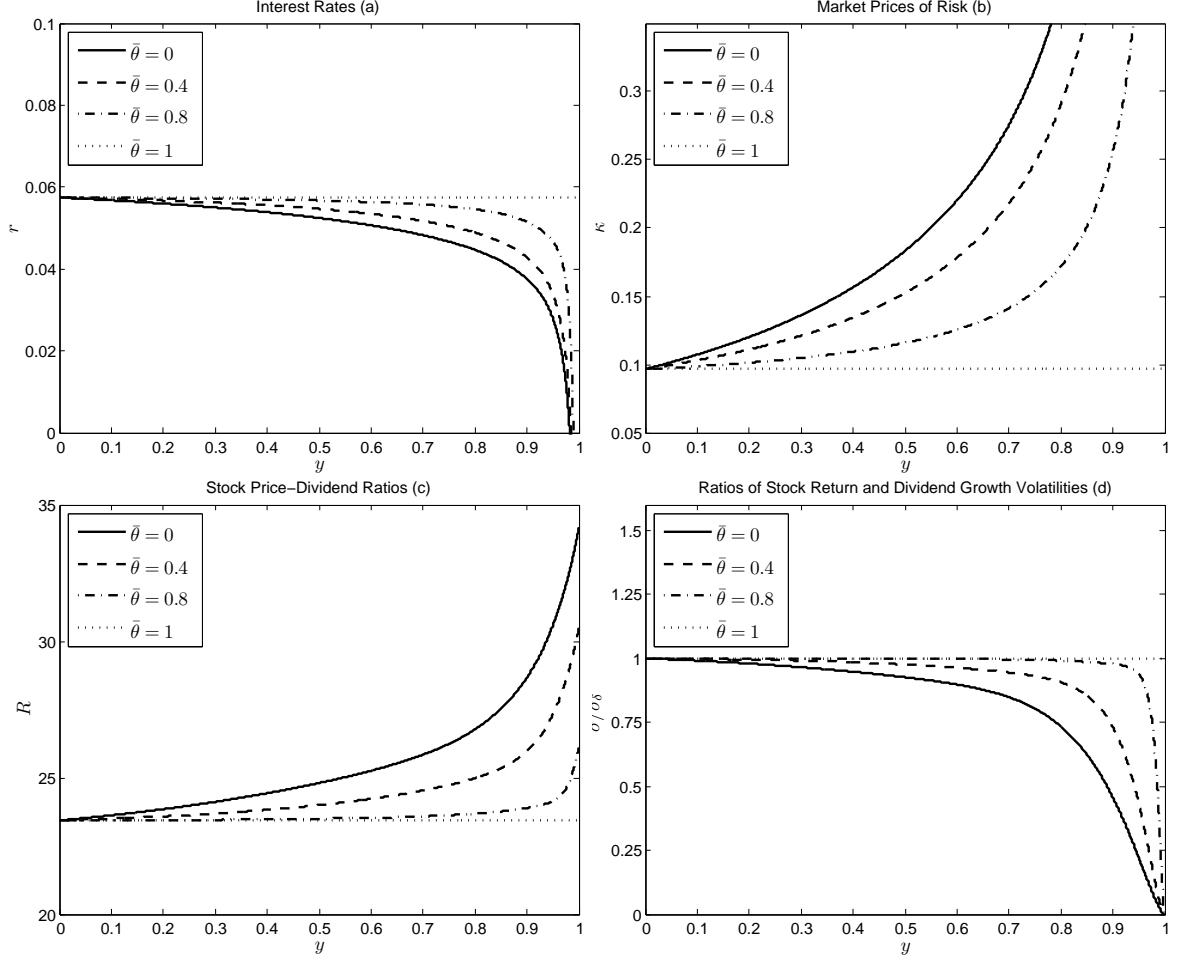 Interest Rates (a)
0.1
0.08
0.06
0.04
0.02
0
r
θ̄ = 0
θ̄ = 0.4
θ̄ = 0.8
θ̄ = 1
0 0.1 0.2 0.3 0.4 0.5 0.6 0.7 0.8 0.9 1
y
Market Prices of Risk (b)
0.3
0.25
0.2
0.15
0.1
0.05
κ
θ̄ = 0
θ̄ = 0.4
θ̄ = 0.8
θ̄ = 1
0 0.1 0.2 0.3 0.4 0.5 0.6 0.7 0.8 0.9 1
y
Stock Price−Dividend Ratios (c)
35
30
25
20
R
θ̄ = 0
θ̄ = 0.4
θ̄ = 0.8
θ̄ = 1
0 0.1 0.2 0.3 0.4 0.5 0.6 0.7 0.8 0.9 1
y
Ratios of Stock Return and Dividend Growth Volatilities (d)
1.5
1.25
1
0.75
0.5
0.25
0
σ/σδ
θ̄ = 0
θ̄ = 0.4
θ̄ = 0.8
θ̄ = 1
0 0.1 0.2 0.3 0.4 0.5 0.6 0.7 0.8 0.9 1
y